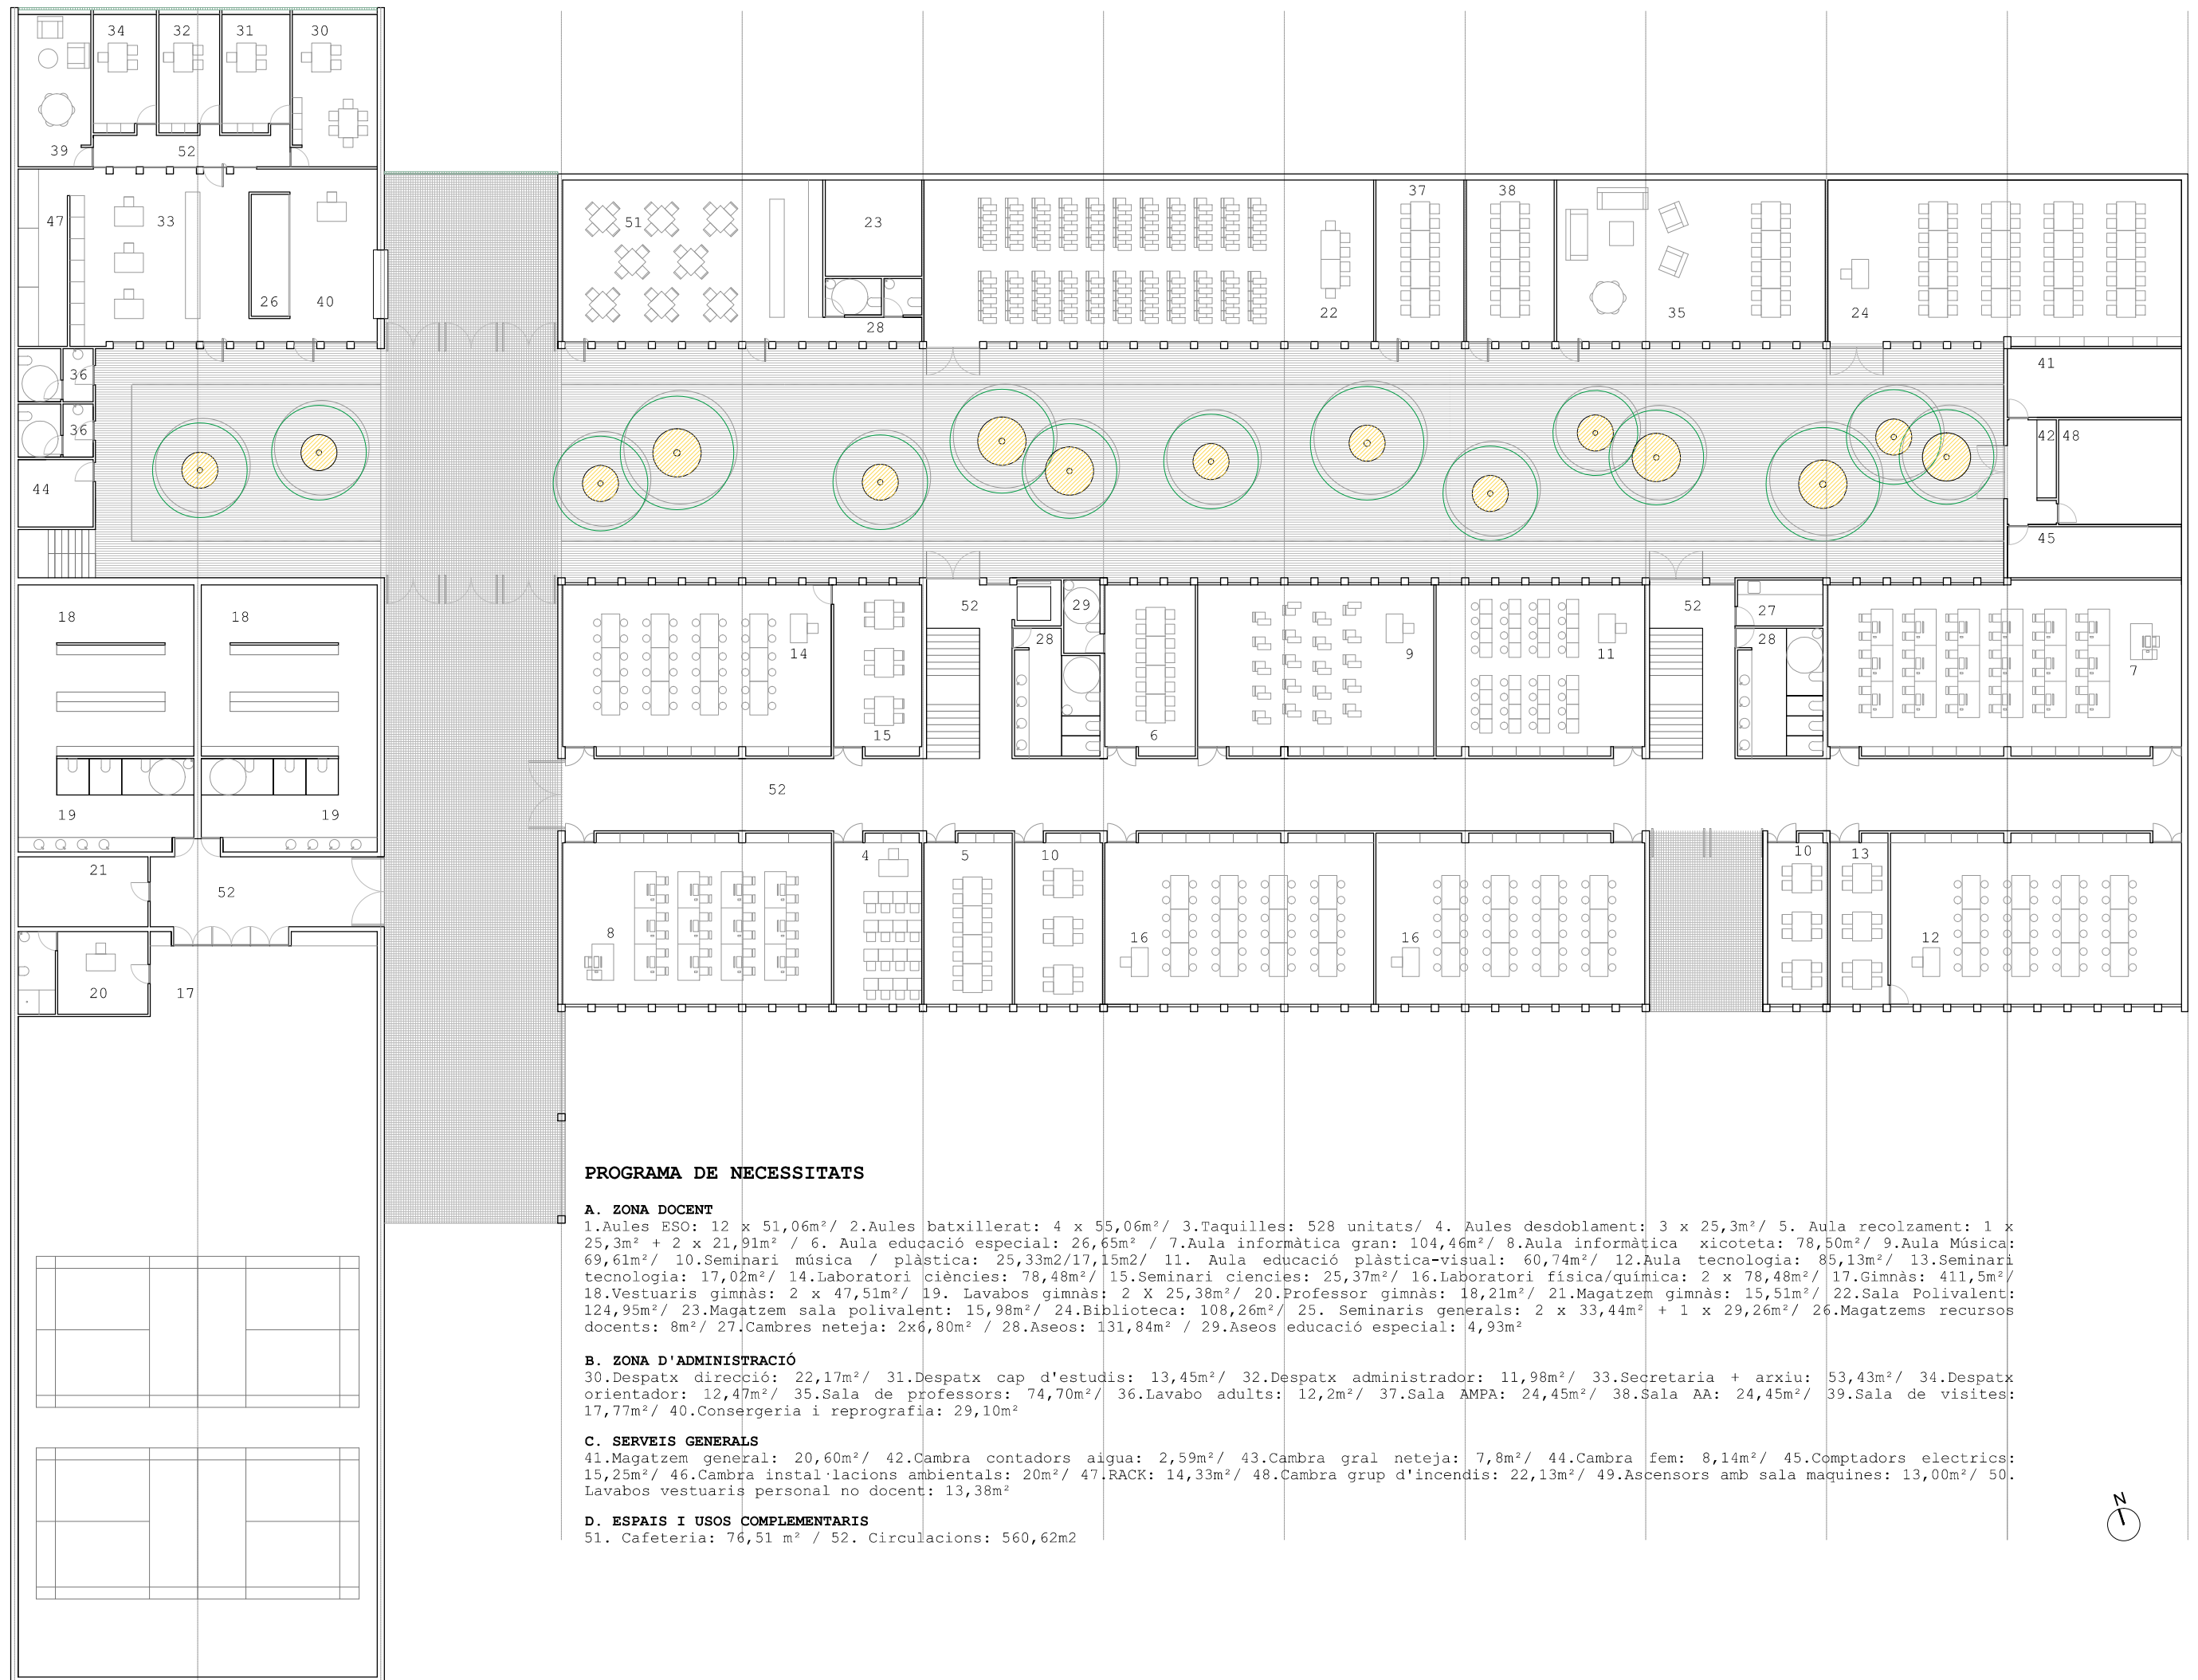 34 32 31 30
39 52
47 33 26 40
51 23 28 22 37 38 35 24
36
36
44
41
42 48
45
18 18
19 19
21 52
20 17
14 15 52 28 29 6 9 11 52 27 28 7
52
8 4 5 10 16 16 10 13 12
PROGRAMA DE NECESSITATS
A. ZONA DOCENT
1.Aules ESO: 12 x 51,06m²/ 2.Aules batxillerat: 4 x 55,06m²/ 3.Taquilles: 528 unitats/ 4. Aules desdoblament: 3 x 25,3m²/ 5. Aula recolzament: 1 x
25,3m² + 2 x 21,91m² / 6. Aula educació especial: 26,65m² / 7.Aula informàtica gran: 104,46m²/ 8.Aula informàtica xicoteta: 78,50m²/ 9.Aula Música:
69,61m²/ 10.Seminari música / plàstica: 25,33m2/17,15m2/ 11. Aula educació plàstica-visual: 60,74m²/ 12.Aula tecnologia: 85,13m²/ 13.Seminari
tecnologia: 17,02m²/ 14.Laboratori ciències: 78,48m²/ 15.Seminari ciencies: 25,37m²/ 16.Laboratori física/química: 2 x 78,48m²/ 17.Gimnàs: 411,5m²/
18.Vestuaris gimnàs: 2 x 47,51m²/ 19. Lavabos gimnàs: 2 X 25,38m²/ 20.Professor gimnàs: 18,21m²/ 21.Magatzem gimnàs: 15,51m²/ 22.Sala Polivalent:
124,95m²/ 23.Magatzem sala polivalent: 15,98m²/ 24.Biblioteca: 108,26m²/ 25. Seminaris generals: 2 x 33,44m² + 1 x 29,26m²/ 26.Magatzems recursos
docents: 8m²/ 27.Cambres neteja: 2x6,80m² / 28.Aseos: 131,84m² / 29.Aseos educació especial: 4,93m²
B. ZONA D'ADMINISTRACIÓ
30.Despatx direcció: 22,17m²/ 31.Despatx cap d'estudis: 13,45m²/ 32.Despatx administrador: 11,98m²/ 33.Secretaria + arxiu: 53,43m²/ 34.Despatx
orientador: 12,47m²/ 35.Sala de professors: 74,70m²/ 36.Lavabo adults: 12,2m²/ 37.Sala AMPA: 24,45m²/ 38.Sala AA: 24,45m²/ 39.Sala de visites:
17,77m²/ 40.Consergeria i reprografia: 29,10m²
C. SERVEIS GENERALS
41.Magatzem general: 20,60m²/ 42.Cambra contadors aigua: 2,59m²/ 43.Cambra gral neteja: 7,8m²/ 44.Cambra fem: 8,14m²/ 45.Comptadors electrics:
15,25m²/ 46.Cambra instal·lacions ambientals: 20m²/ 47.RACK: 14,33m²/ 48.Cambra grup d'incendis: 22,13m²/ 49.Ascensors amb sala maquines: 13,00m²/ 50.
Lavabos vestuaris personal no docent: 13,38m²
D. ESPAIS I USOS COMPLEMENTARIS
51. Cafeteria: 76,51 m² / 52. Circulacions: 560,62m2
N